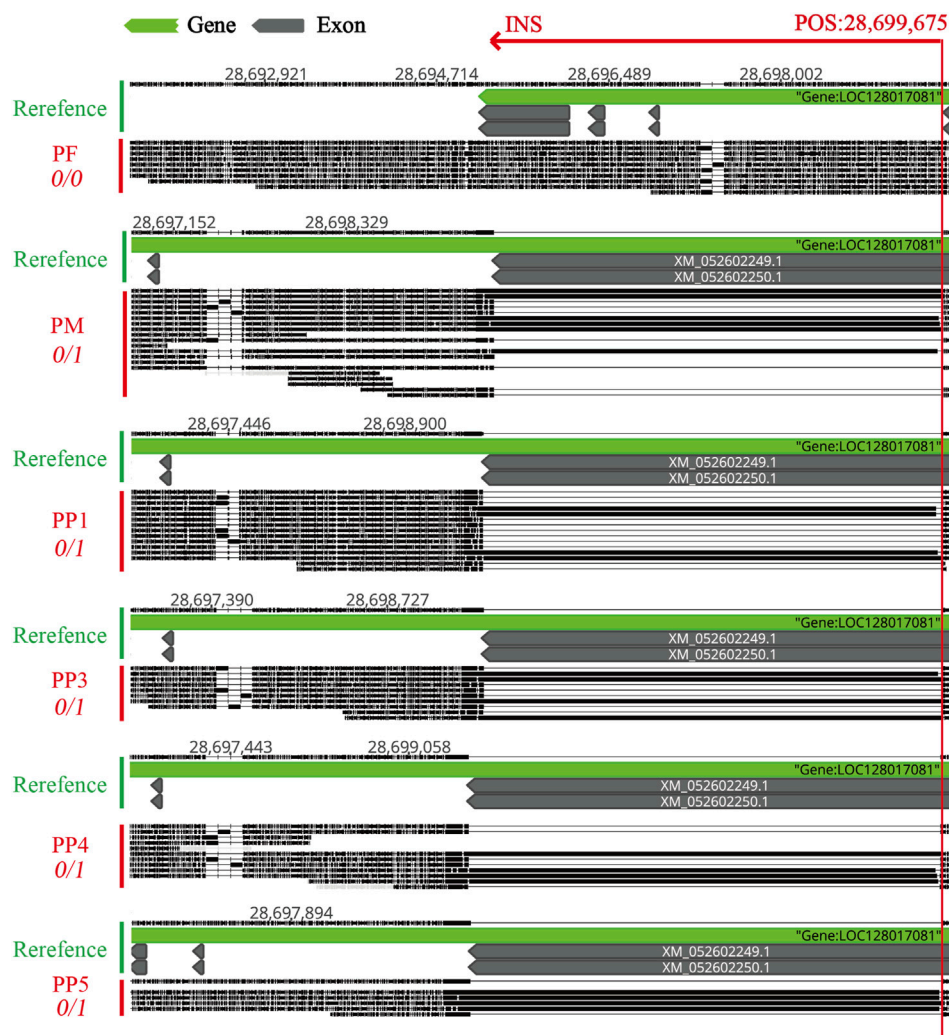 Gene Exon INS POS:28,699,675
28,692,921 28,694,714 28,696,489 28,698,002
Rerefence "Gene:LOC128017081"
PF
0/0
28,697,152 28,698,329
Rerefence "Gene:LOC128017081"
XM_052602249.1
XM_052602250.1
PM
0/1
28,697,446 28,698,900
Rerefence "Gene:LOC128017081"
XM_052602249.1
XM_052602250.1
PP1
0/1
28,697,390 28,698,727
Rerefence "Gene:LOC128017081"
XM_052602249.1
XM_052602250.1
PP3
0/1
28,697,443 28,699,058
Rerefence "Gene:LOC128017081"
XM_052602249.1
XM_052602250.1
PP4
0/1
28,697,894
Rerefence "Gene:LOC128017081"
XM_052602249.1
XM_052602250.1
PP5
0/1